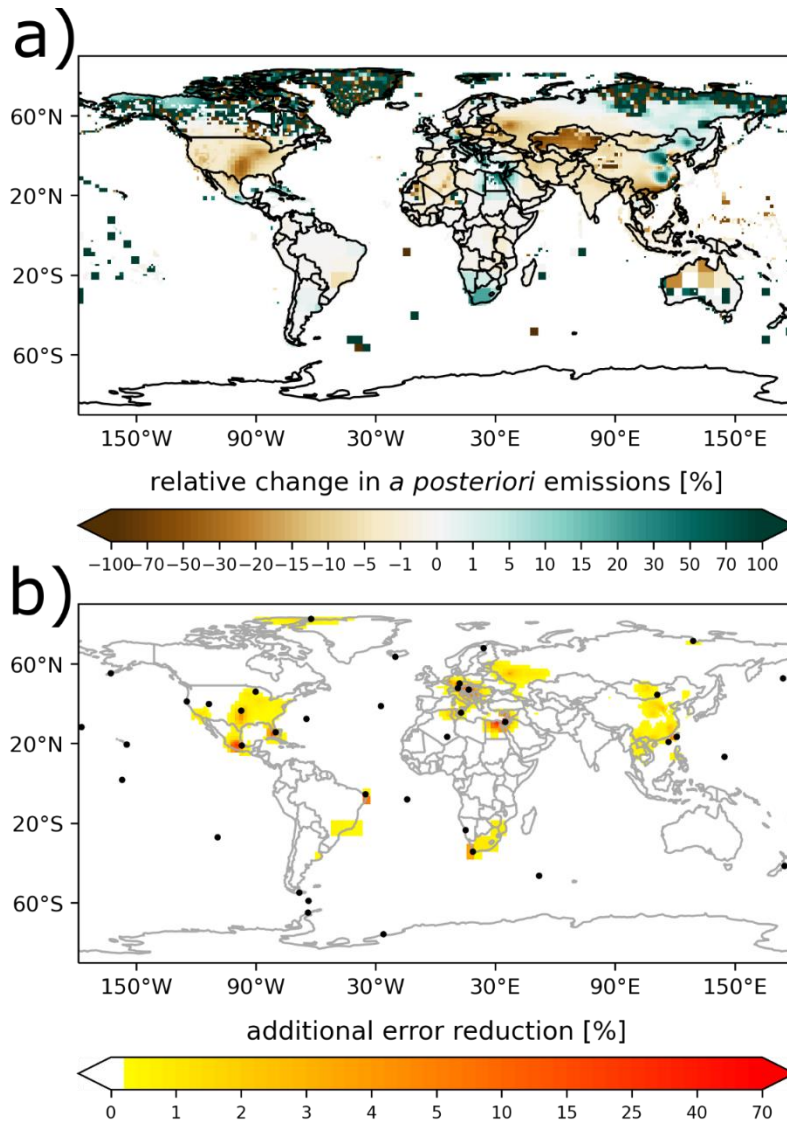 a)
60°N
20°N
20°S
60°S
150°W 90°W 30°W 30°E 90°E 150°E
relative change in a posteriori emissions [%]
−100 −70 −50 −30 −20 −15 −10 −5 −1 0 1 5 10 15 20 30 50 70 100
b)
60°N
20°N
20°S
60°S
150°W 90°W 30°W 30°E 90°E 150°E
additional error reduction [%]
0 1 2 3 4 5 10 15 25 40 70